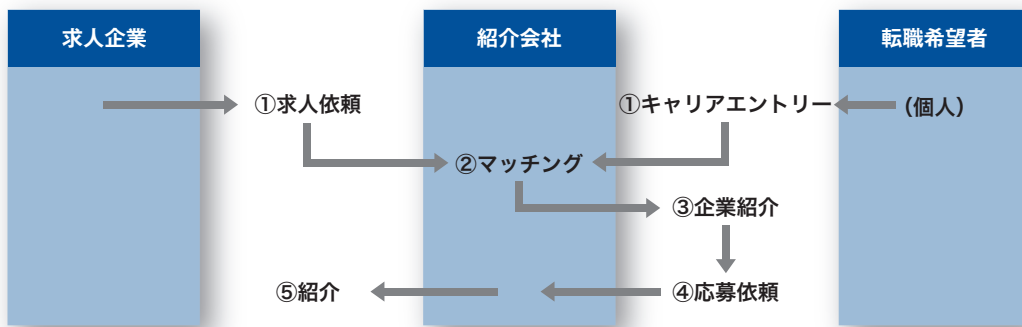 求人企業
紹介会社
転職希望者
①求人依頼
①キャリアエントリー
（個人）
②マッチング
③企業紹介
⑤紹介
④応募依頼